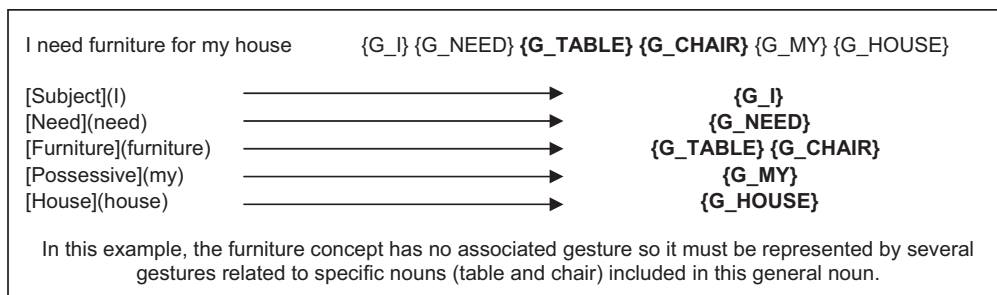 I need furniture for my house {G_I} {G_NEED} {G_TABLE} {G_CHAIR} {G_MY} {G_HOUSE}
[Subject](I) {G_I}
[Need](need) {G_NEED}
[Furniture](furniture) {G_TABLE} {G_CHAIR}
[Possessive](my) {G_MY}
[House](house) {G_HOUSE}
In this example, the furniture concept has no associated gesture so it must be represented by several
gestures related to specific nouns (table and chair) included in this general noun.